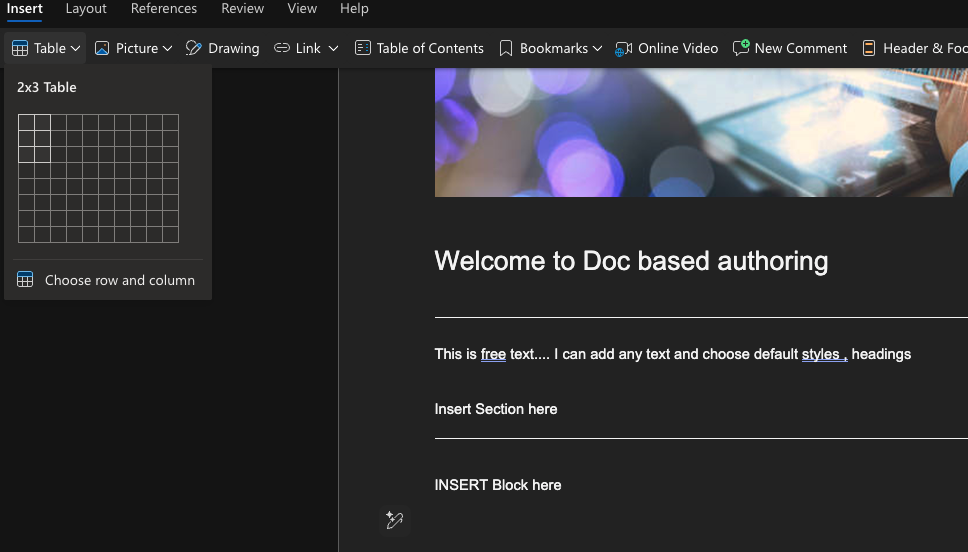 Insert Layout References Review View Help
Table Picture Drawing Link Table of Contents Bookmarks Online Video New Comment Header & Foo
2x3 Table
Choose row and column
Welcome to Doc based authoring
This is free text.... I can add any text and choose default styles , headings
Insert Section here
INSERT Block here